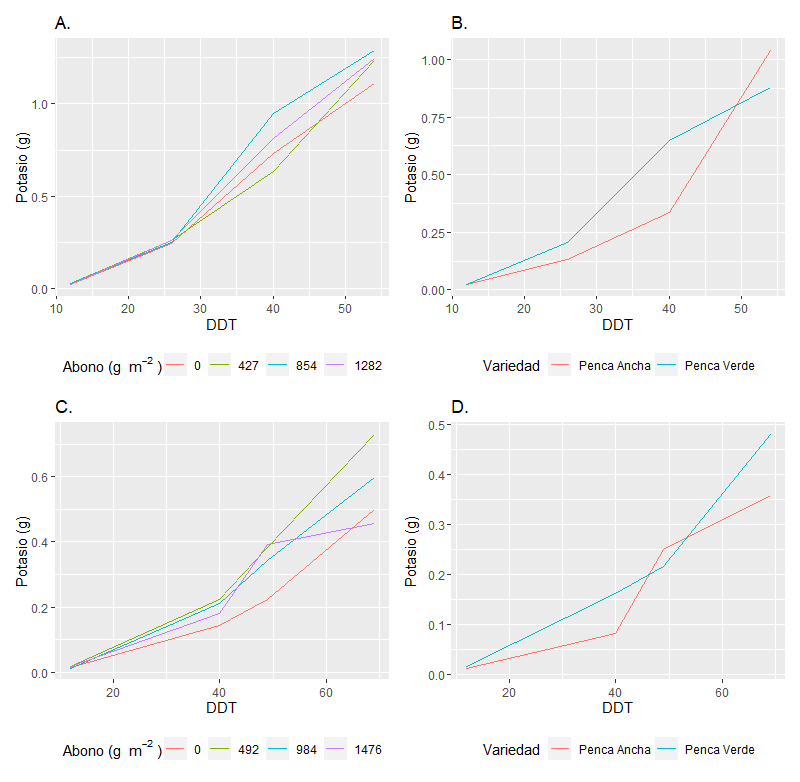 A.
Potasio (g)
1.0
0.5
0.0
10 20 30 40 50
DDT
Abono (g m⁻²) 0 427 854 1282
B.
Potasio (g)
1.00
0.75
0.50
0.25
0.00
10 20 30 40 50
DDT
Variedad Penca Ancha Penca Verde
C.
Potasio (g)
0.6
0.4
0.2
0.0
20 40 60
DDT
Abono (g m⁻²) 0 492 984 1476
D.
Potasio (g)
0.5
0.4
0.3
0.2
0.1
0.0
20 40 60
DDT
Variedad Penca Ancha Penca Verde